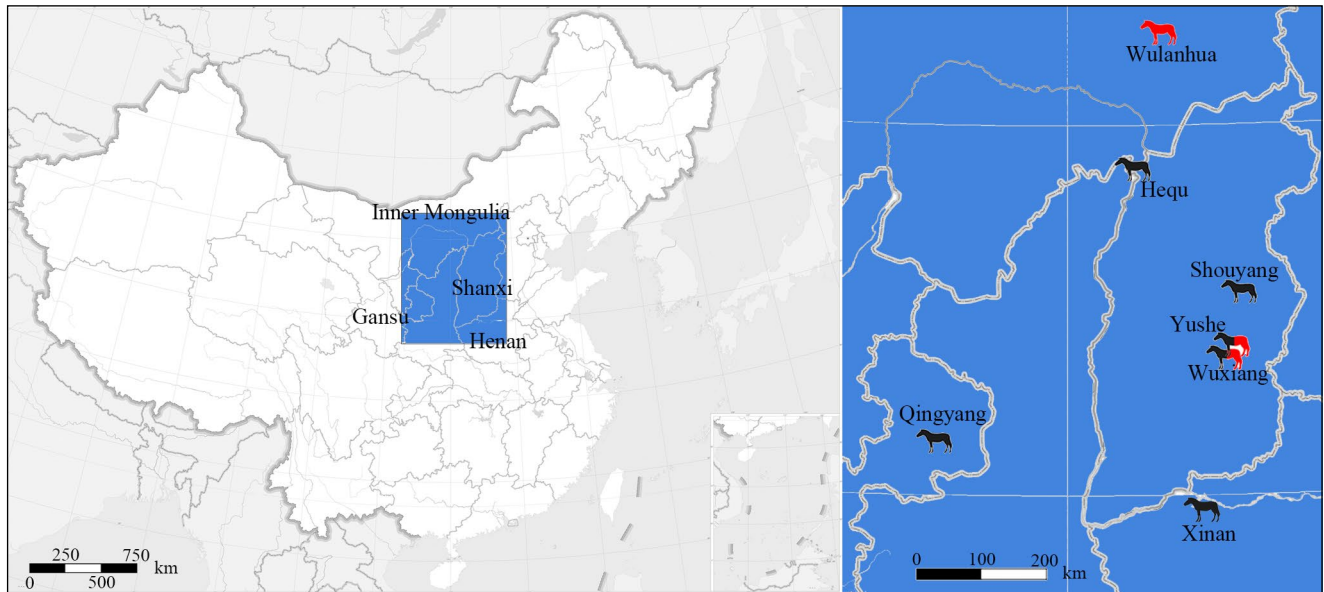 Inner Mongulia
Shanxi
Gansu
Henan
250 750
0 500 km
Wulanhua
Hequ
Shouyang
Yushe
Wuxiang
Qingyang
Xinan
0 100 200 km